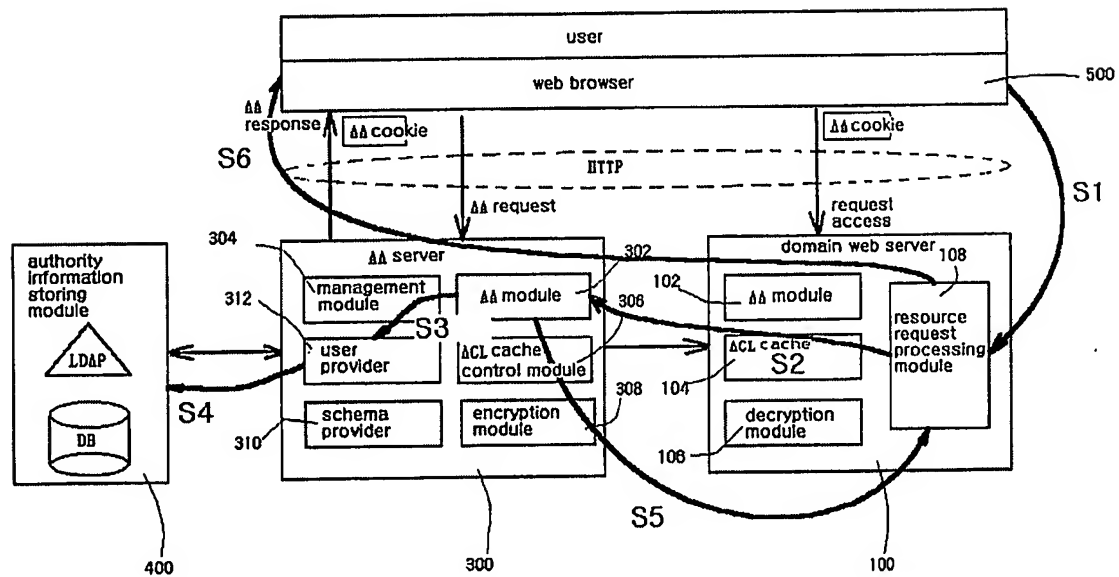 user
web browser
500
AA
response
AA cookie
AA cookie
S6
HTTP
S1
AA request
request
access
304
AA server
302
domain web server
108
authority
information
storing
module
management
module
AA module
102
AA module
312
306
resource
request
processing
module
S3
LDAP
user
provider
ACL cache
control module
ACL cache
S2
104
308
S4
schema
provider
310
encryption
module
decryption
module
106
DB
S5
400
300
100